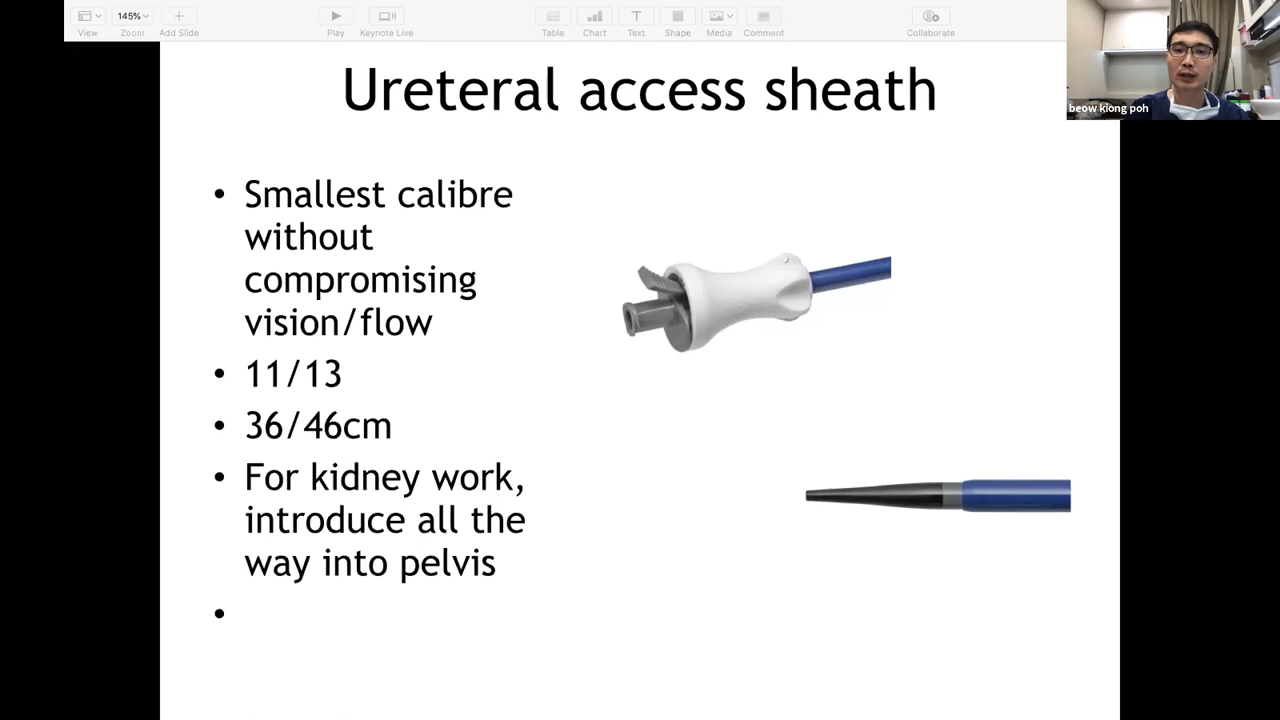 145%
View
Zoom
Add Slide
Play
Keynote Live
Table
Chart
Text
Shape
Media
Comment
Collaborate
beow kiong poh
Ureteral access sheath
• Smallest calibre
without
compromising
vision/flow
• 11/13
• 36/46cm
• For kidney work,
introduce all the
way into pelvis
•